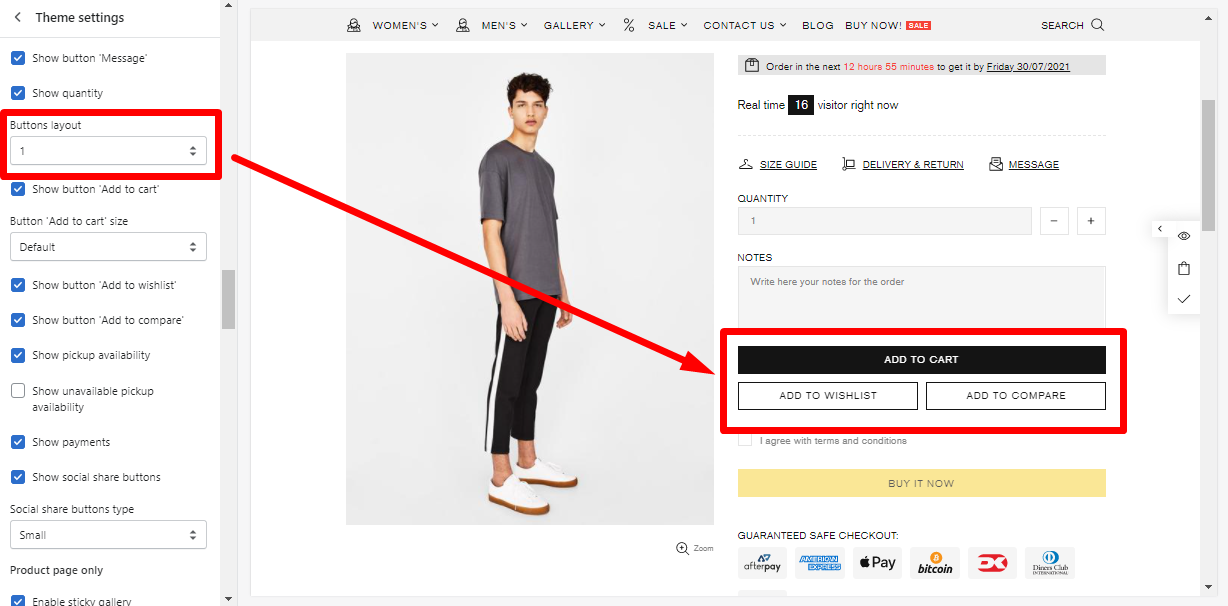 Theme settings
Show button 'Message'
Show quantity
Buttons layout
1
Show button 'Add to cart'
Button 'Add to cart' size
Default
Show button 'Add to wishlist'
Show button 'Add to compare'
Show pickup availability
Show unavailable pickup
availability
Show payments
Show social share buttons
Social share buttons type
Small
Product page only
Enable sticky gallery
WOMEN'S MEN'S GALLERY % SALE CONTACT US BLOG BUY NOW! SALE SEARCH
Order in the next 12 hours 55 minutes to get it by Friday 30/07/2021
Real time 16 visitor right now
SIZE GUIDE DELIVERY & RETURN MESSAGE
QUANTITY
1 − +
NOTES
Write here your notes for the order
ADD TO CART
ADD TO WISHLIST ADD TO COMPARE
I agree with terms and conditions
BUY IT NOW
Zoom
GUARANTEED SAFE CHECKOUT:
afterpay AMERICAN EXPRESS Pay bitcoin Diners Club INTERNATIONAL